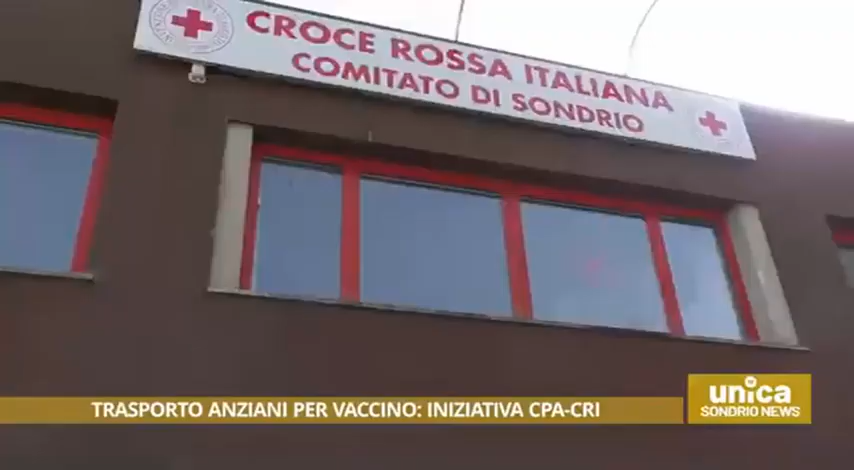 CROCE ROSSA ITALIANA
COMITATO DI SONDRIO
TRASPORTO ANZIANI PER VACCINO: INIZIATIVA CPA-CRI
unica
SONDRIO NEWS